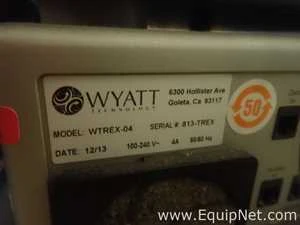 WYATT
TECHNOLOGY
6300 Hollister Ave
Goleta, Ca 93117
50
MODEL: WTREX-04 SERIAL #: 813-TREX
DATE: 12/13 100-240 V~ 4A 50/60 Hz
www.EquipNet.com